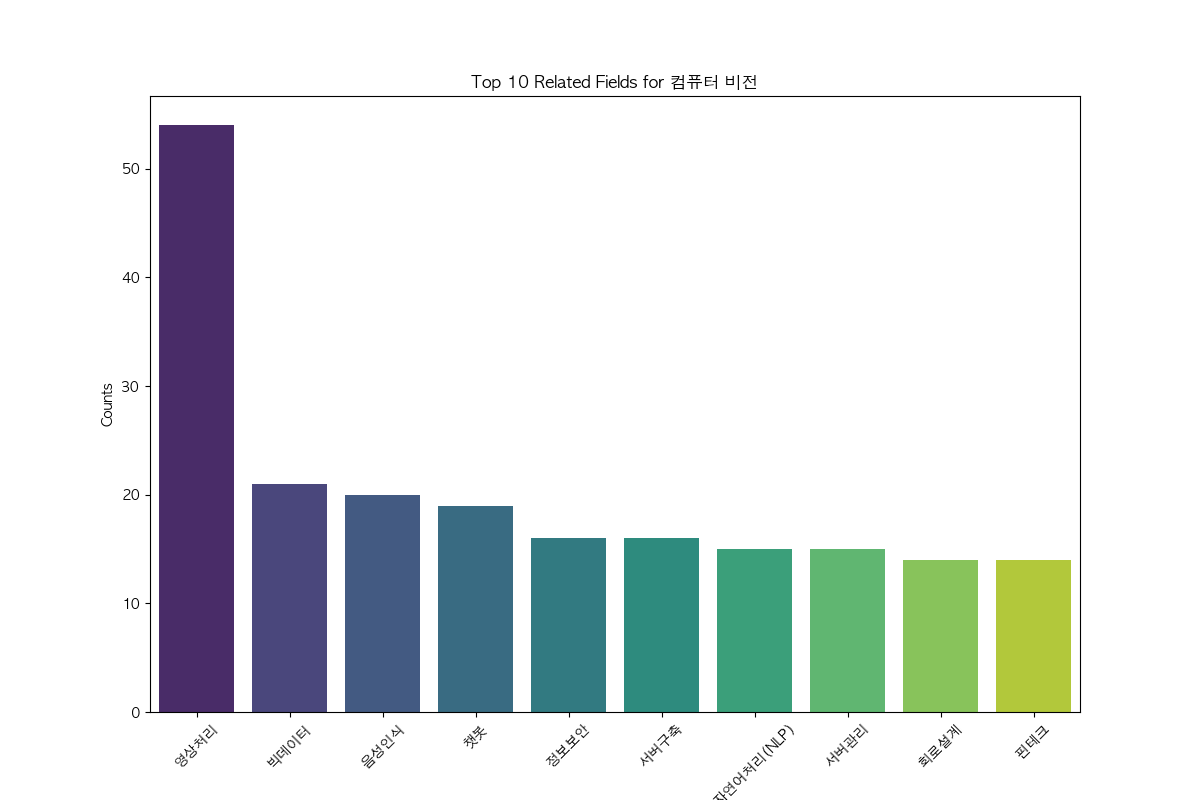 Top 10 Related Fields for 컴퓨터 비전
Counts
50
40
30
20
10
0
영상처리
빅데이터
음성인식
챗봇
정보보안
서버구축
자연어처리(NLP)
서버관리
회로설계
핀테크